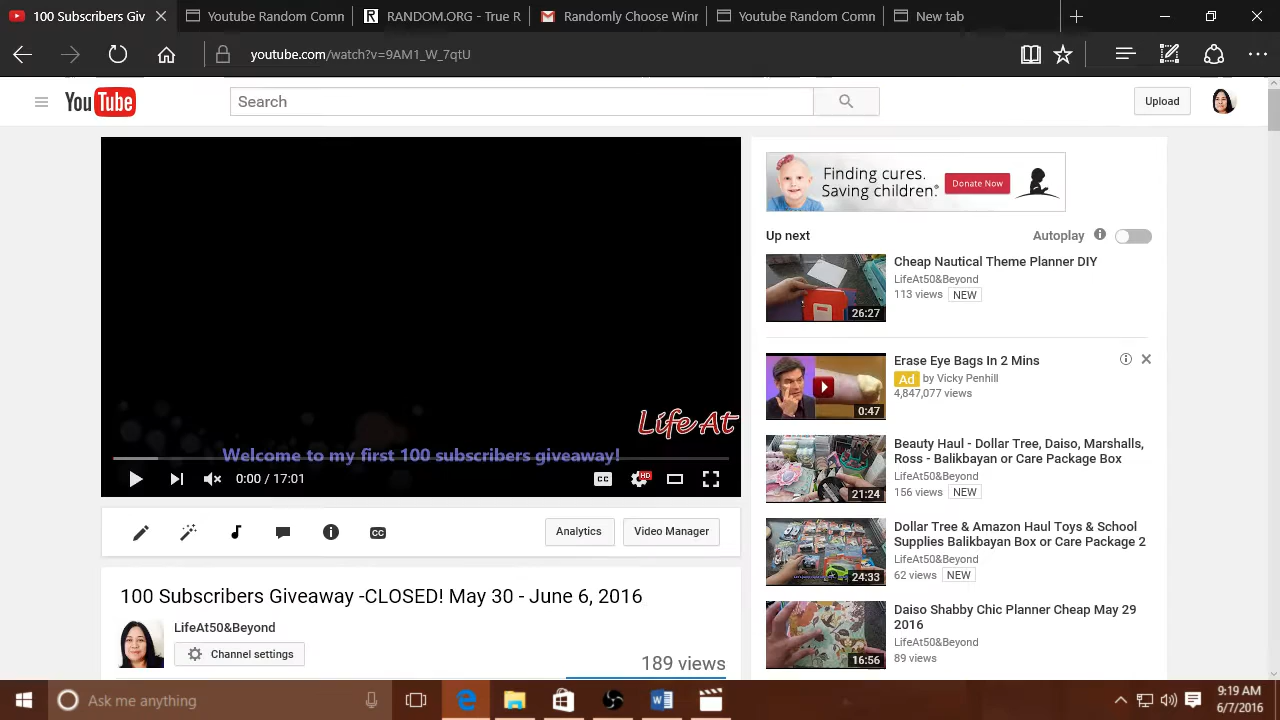 100 Subscribers Giv
Youtube Random Comn
RANDOM.ORG - True R
Randomly Choose Winr
Youtube Random Comn
New tab
youtube.com/watch?v=9AM1_W_7qtU
YouTube
Search
Upload
Finding cures.
Saving children.
Donate Now
Up next
Autoplay
Cheap Nautical Theme Planner DIY
LifeAt50&Beyond
113 views NEW
26:27
Erase Eye Bags In 2 Mins
Ad by Vicky Penhill
4,847,077 views
0:47
Life At
Welcome to my first 100 subscribers giveaway!
0:00 / 17:01
CC
HD
Beauty Haul - Dollar Tree, Daiso, Marshalls,
Ross - Balikbayan or Care Package Box
LifeAt50&Beyond
156 views NEW
21:24
CC
Analytics
Video Manager
Dollar Tree & Amazon Haul Toys & School
Supplies Balikbayan Box or Care Package 2
LifeAt50&Beyond
62 views NEW
24:33
100 Subscribers Giveaway -CLOSED! May 30 - June 6, 2016
LifeAt50&Beyond
Channel settings
189 views
Daiso Shabby Chic Planner Cheap May 29
2016
LifeAt50&Beyond
89 views
16:56
Ask me anything
9:19 AM
6/7/2016